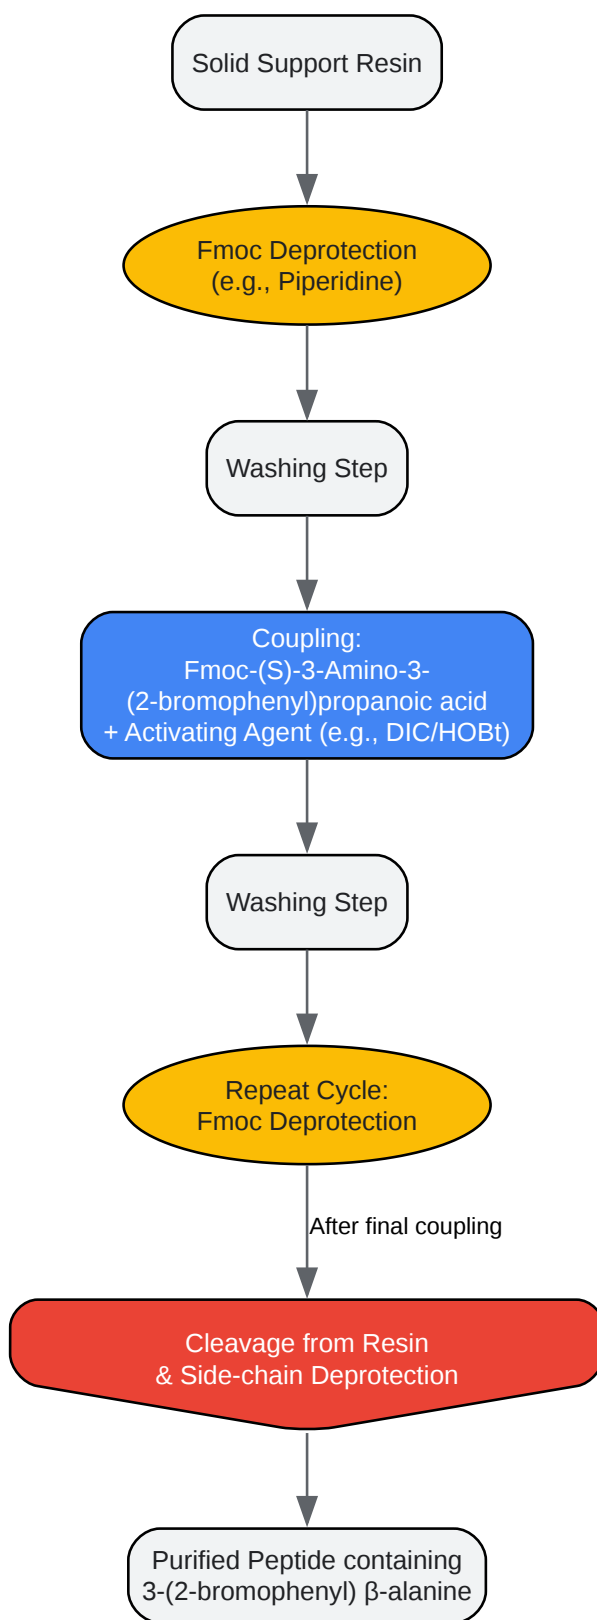 Solid Support Resin
Fmoc Deprotection
(e.g., Piperidine)
Washing Step
Coupling:
Fmoc-(S)-3-Amino-3-
(2-bromophenyl)propanoic acid
+ Activating Agent (e.g., DIC/HOBt)
Washing Step
Repeat Cycle:
Fmoc Deprotection
After final coupling
Cleavage from Resin
& Side-chain Deprotection
Purified Peptide containing
3-(2-bromophenyl) β-alanine